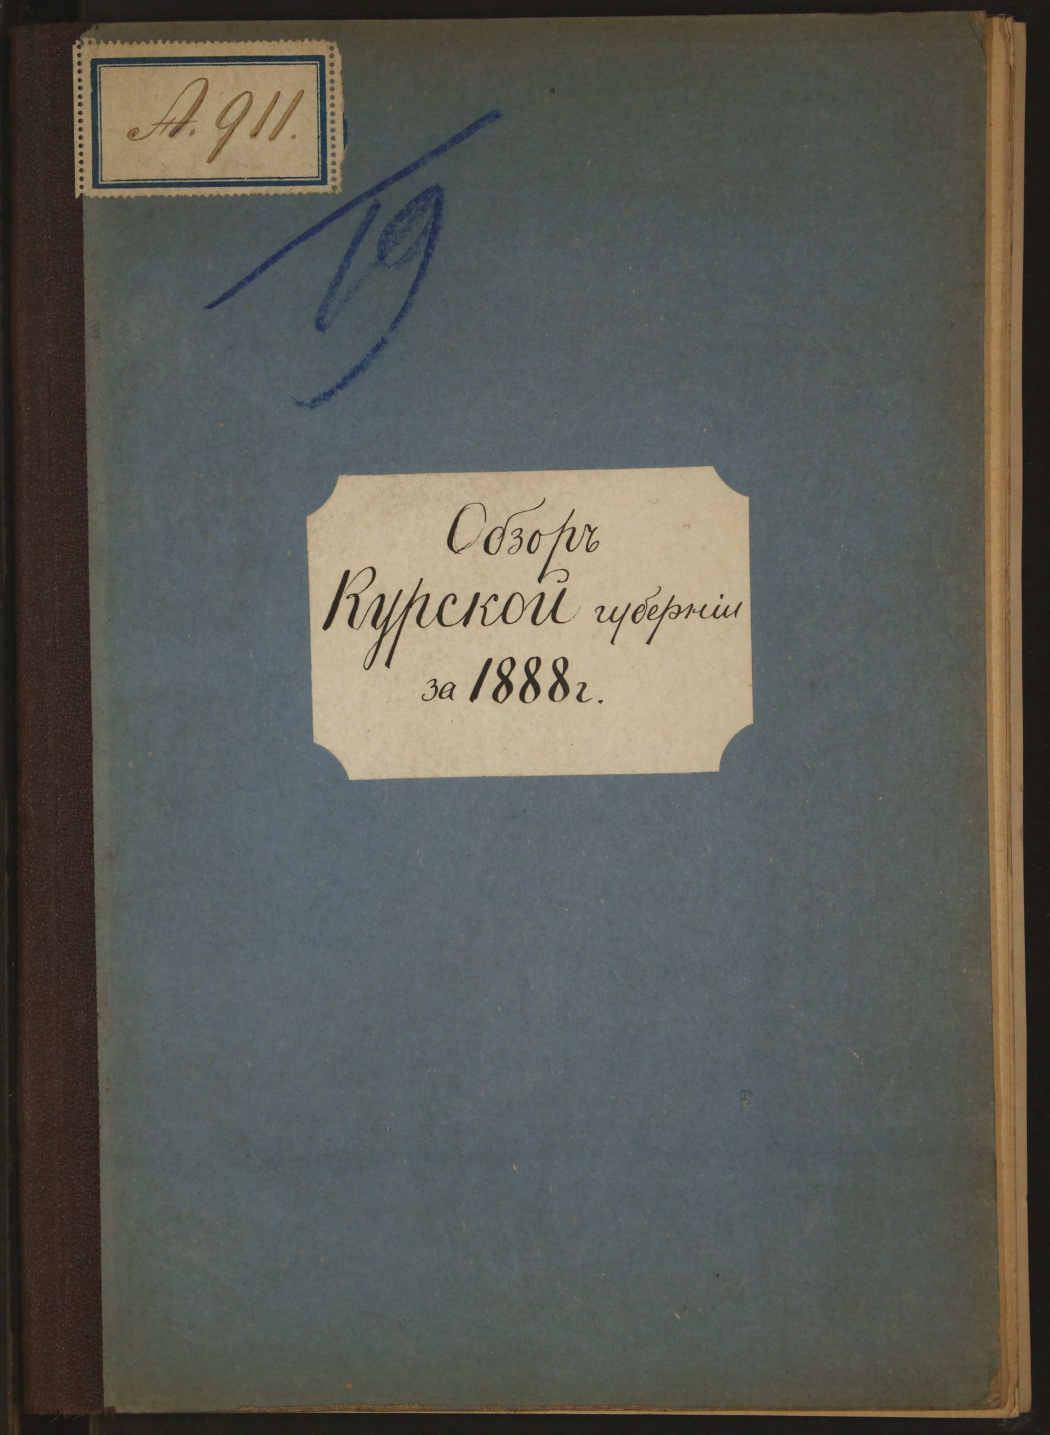 А. 911.
19
Обзоръ
Курской губерніи
за 1888 г.